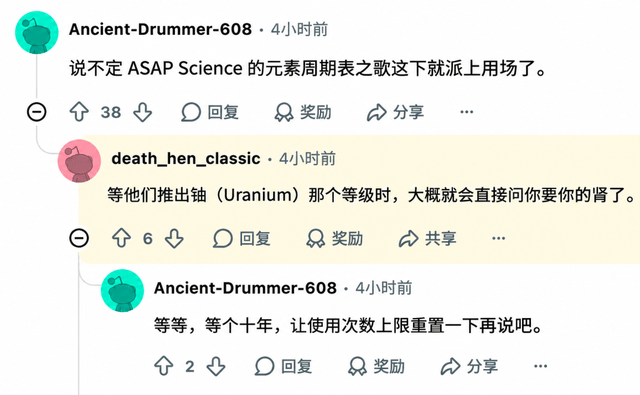 Ancient-Drummer-608 · 4小时前
说不定 ASAP Science 的元素周期表之歌这下就派上用场了。
38 回复 奖励 分享 ···
death_hen_classic · 4小时前
等他们推出铀（Uranium）那个等级时，大概就会直接问你要你的肾了。
6 回复 奖励 共享 ···
Ancient-Drummer-608 · 4小时前
等等，等个十年，让使用次数上限重置一下再说吧。
2 回复 奖励 分享 ···